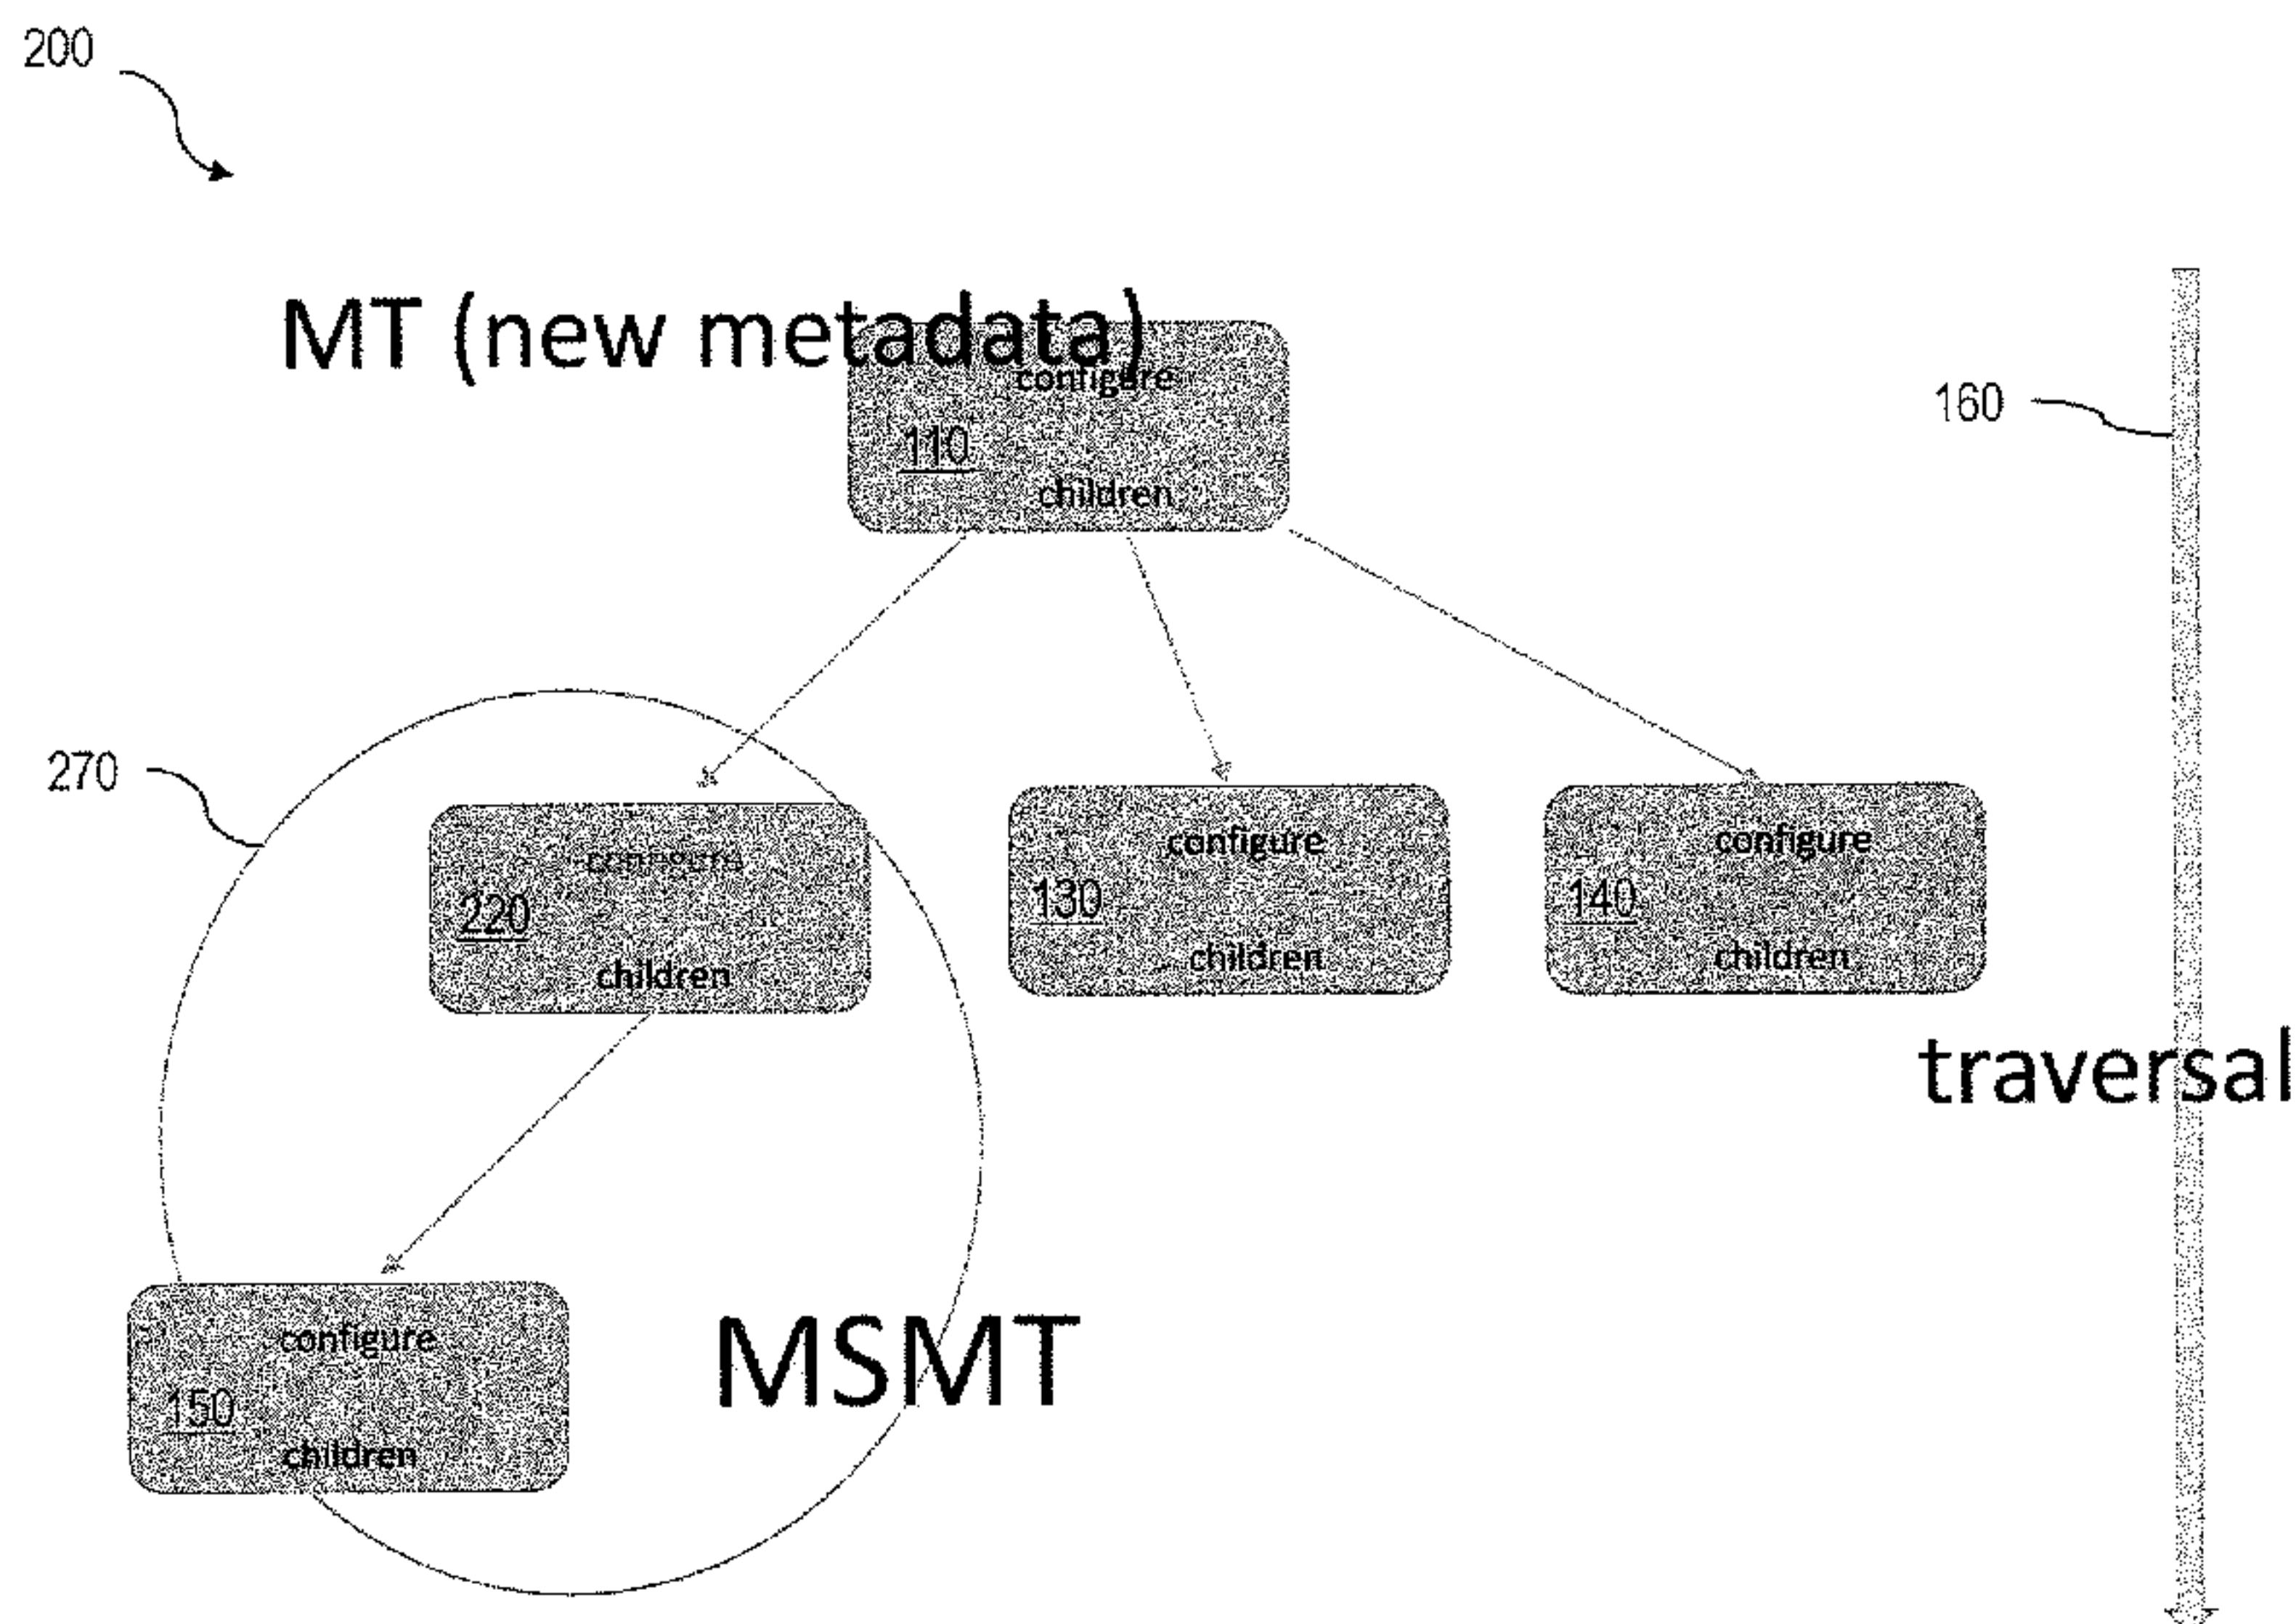 200
MT (new metadata)
configure
110
children
160
270
configure
220
children
configure
130
children
configure
140
children
traversal
configure
150
children
MSMT